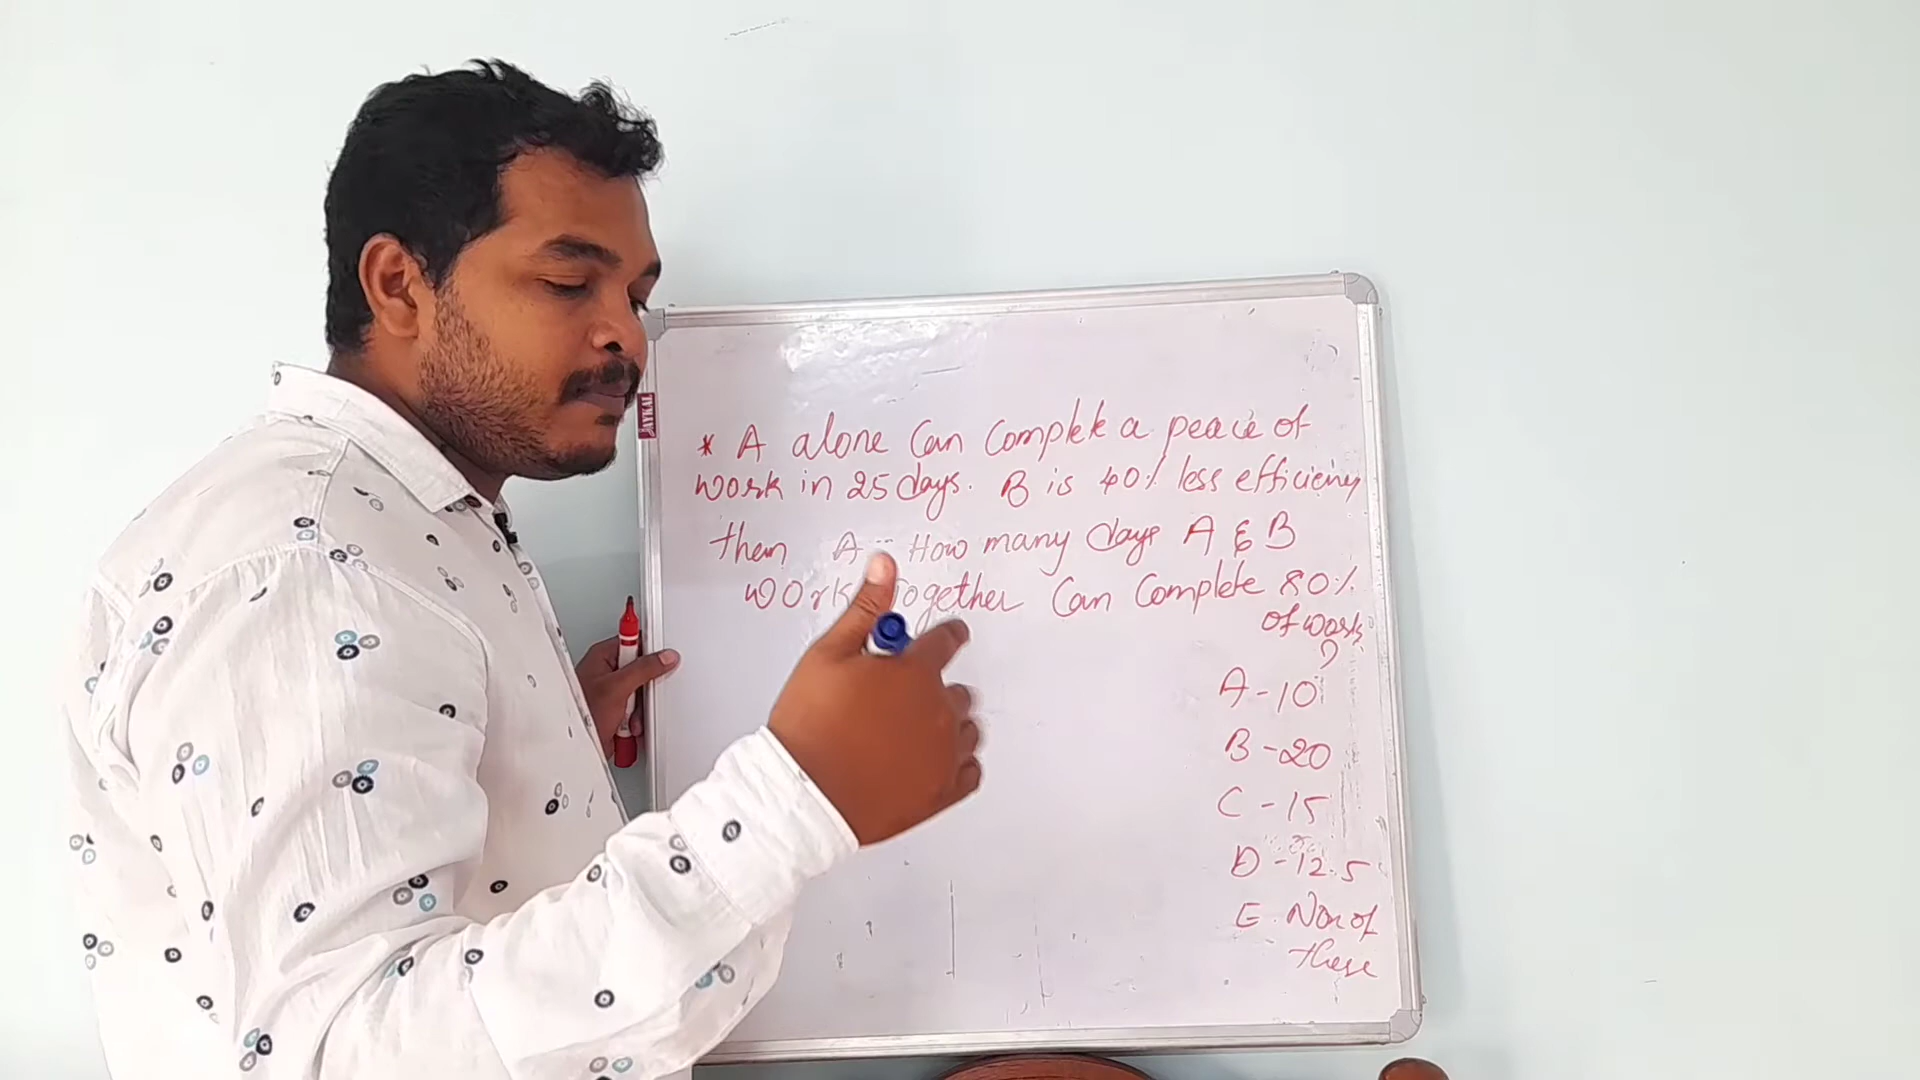 * A alone Can Complete a peace of
work in 25 days. B is 40% less efficieny
then A - How many days A & B
work together Can Complete 80%
of work
?
A - 10
B - 20
C - 15
D - 12.5
E. Non of
these